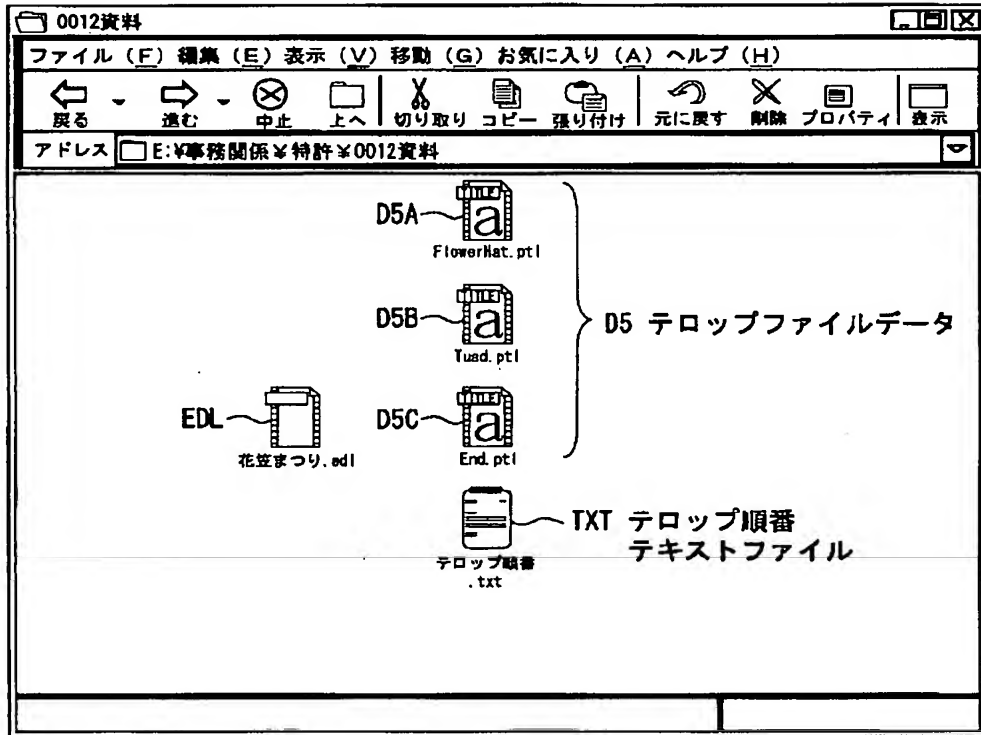 0012資料
ファイル (F) 編集 (E) 表示 (V) 移動 (G) お気に入り (A) ヘルプ (H)
戻る 進む 中止 上へ 切り取り コピー 張り付け 元に戻す 削除 プロパティ 表示
アドレス E:¥事務関係¥特許¥0012資料
TITLE
a
D5A
FlowerHat.ptl
TITLE
a
D5B
D5 テロップファイルデータ
Tuad.ptl
TITLE
a
EDL
D5C
花笠まつり.edl
End.ptl
TXT テロップ順番
テキストファイル
テロップ順番
.txt